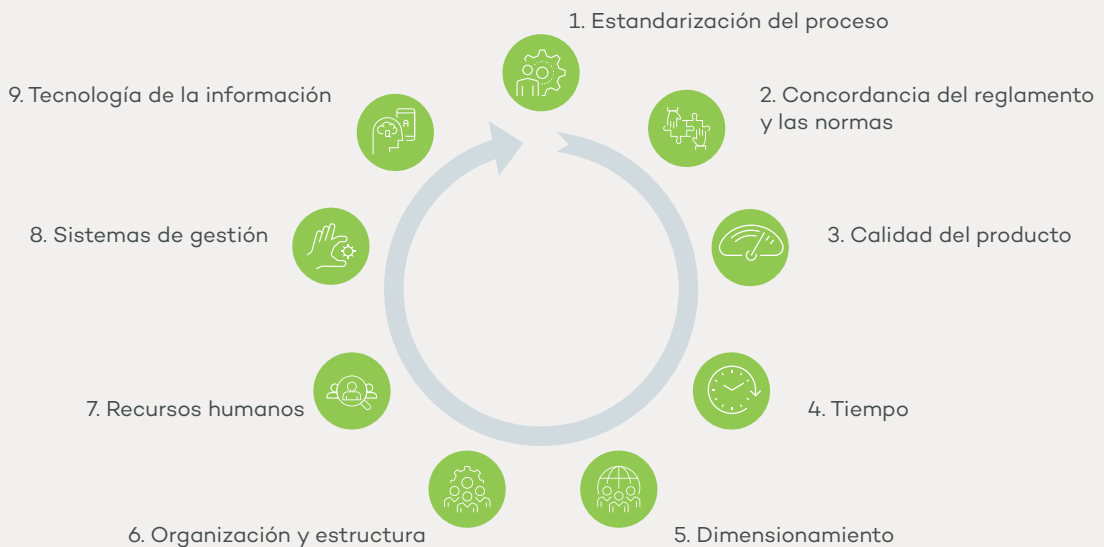 1. Estandarización del proceso
2. Concordancia del reglamento
y las normas
3. Calidad del producto
4. Tiempo
5. Dimensionamiento
6. Organización y estructura
7. Recursos humanos
8. Sistemas de gestión
9. Tecnología de la información